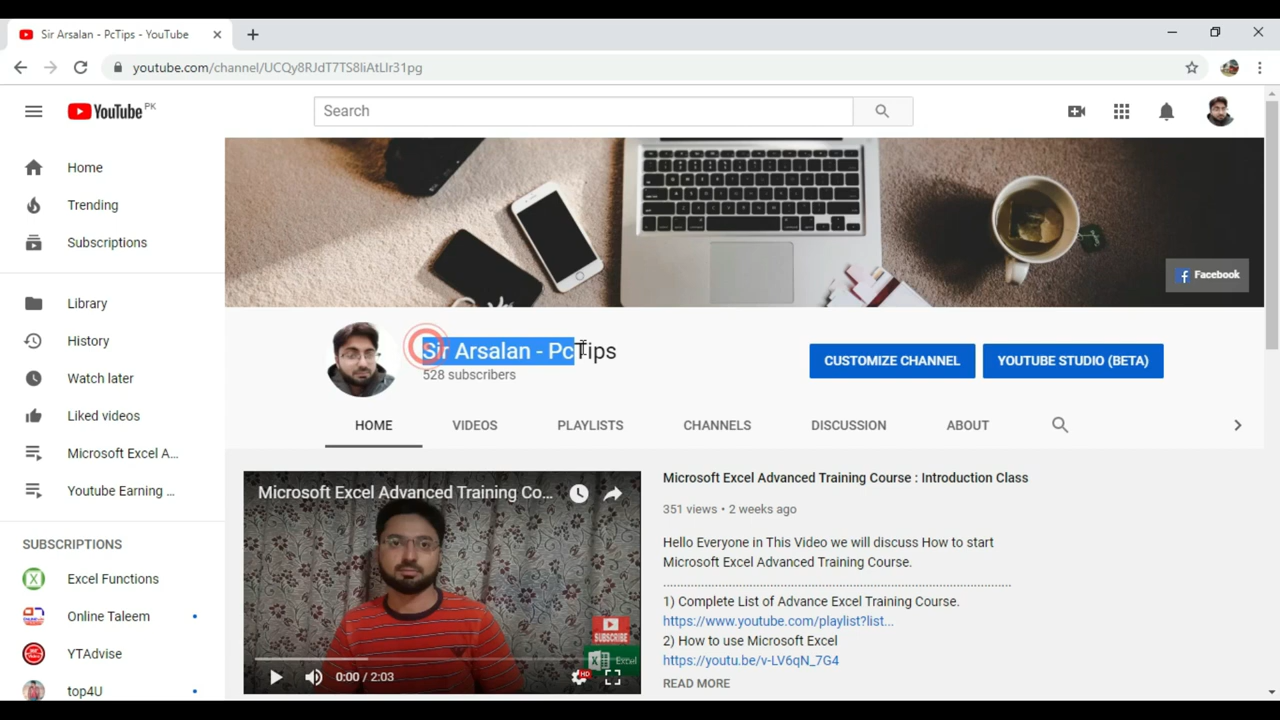 Sir Arsalan - PcTips - YouTube
youtube.com/channel/UCQy8RJdT7TS8IiAtLIr31pg
YouTube PK
Search
Home
Trending
Subscriptions
Library
History
Watch later
Liked videos
Microsoft Excel A...
Youtube Earning ...
SUBSCRIPTIONS
Excel Functions
Online Taleem
YTAdvise
top4U
Facebook
Sir Arsalan - PcTips
528 subscribers
CUSTOMIZE CHANNEL
YOUTUBE STUDIO (BETA)
HOME VIDEOS PLAYLISTS CHANNELS DISCUSSION ABOUT
Microsoft Excel Advanced Training Co...
SUBSCRIBE
Excel
HD
0:00 / 2:03
Microsoft Excel Advanced Training Course : Introduction Class
351 views • 2 weeks ago
Hello Everyone in This Video we will discuss How to start
Microsoft Excel Advanced Training Course.
1) Complete List of Advance Excel Training Course.
https://www.youtube.com/playlist?list...
2) How to use Microsoft Excel
https://youtu.be/v-LV6qN_7G4
READ MORE